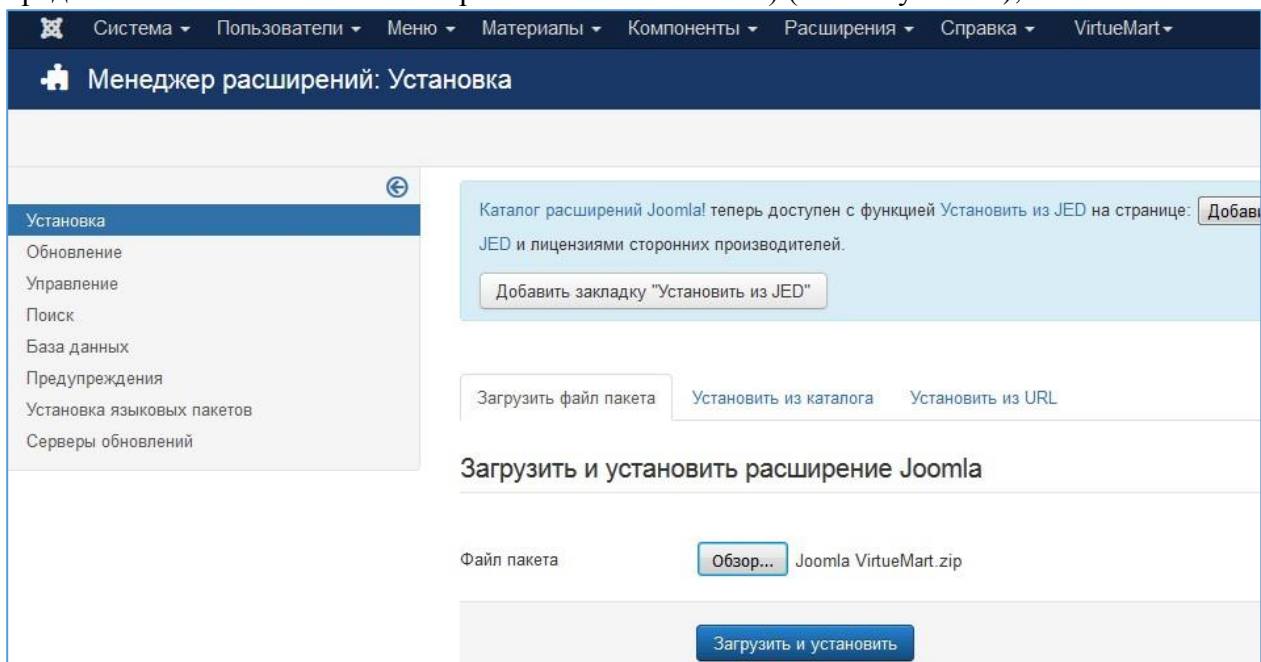 Система Пользователи Меню Материалы Компоненты Расширения Справка VirtueMart
Менеджер расширений: Установка
Установка
Обновление
Управление
Поиск
База данных
Предупреждения
Установка языковых пакетов
Серверы обновлений
Каталог расширений Joomla! теперь доступен с функцией Установить из JED на странице: Добави
JED и лицензиями сторонних производителей.
Добавить закладку "Установить из JED"
Загрузить файл пакета Установить из каталога Установить из URL
Загрузить и установить расширение Joomla
Файл пакета Обзор... Joomla VirtueMart.zip
Загрузить и установить